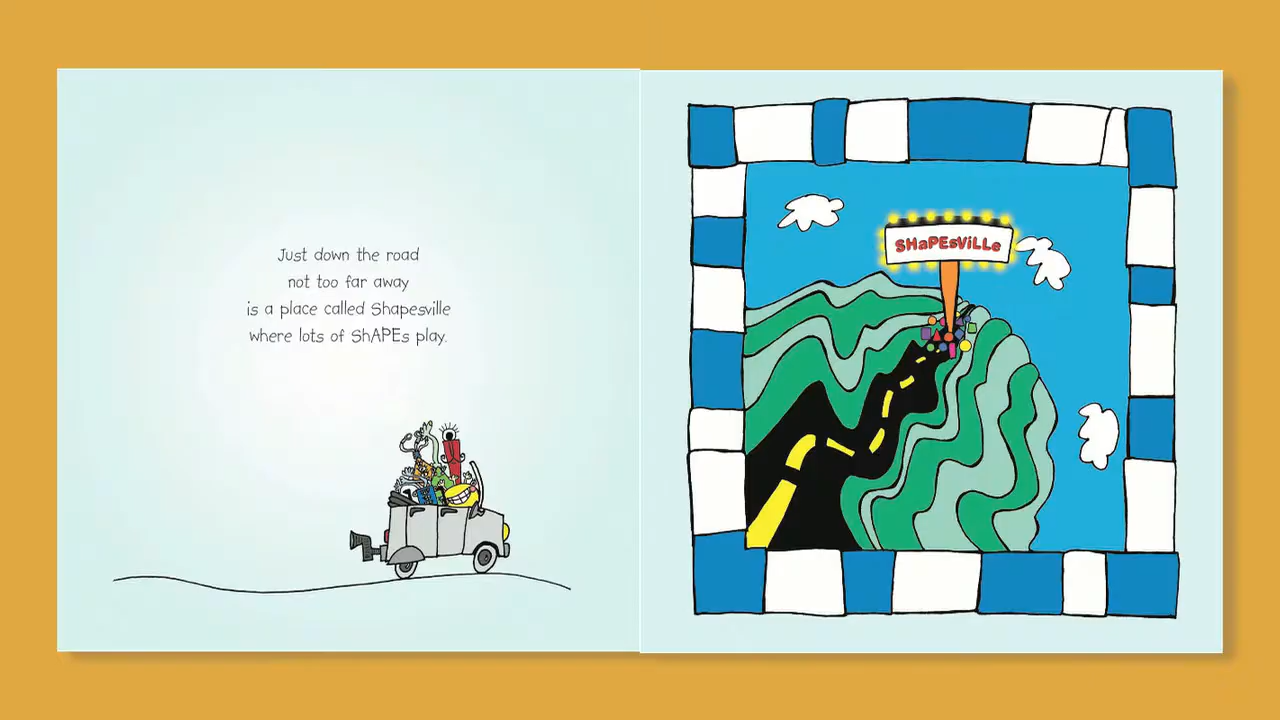 Just down the road
not too far away
is a place called Shapesville
where lots of ShAPEs play.
SHaPEsViLLe